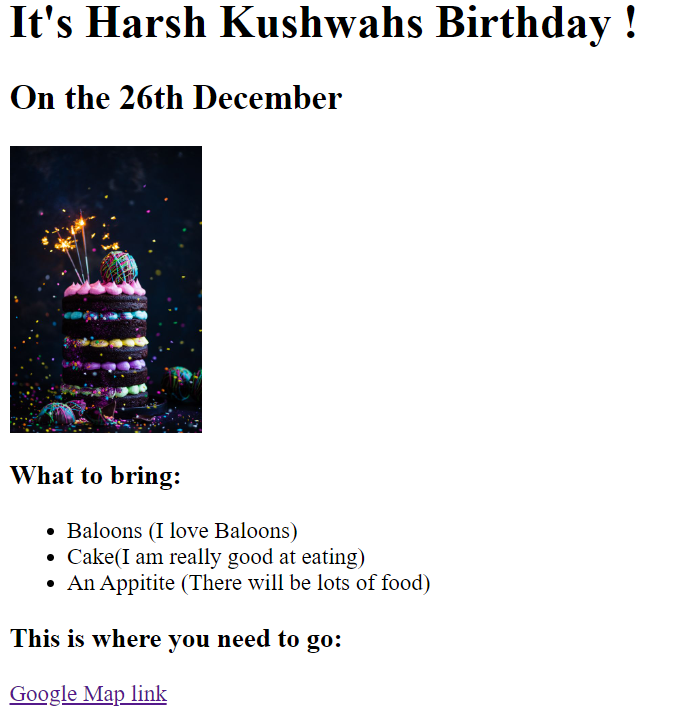 It's Harsh Kushwahs Birthday !
On the 26th December
What to bring:
Baloons (I love Baloons)
Cake(I am really good at eating)
An Appitite (There will be lots of food)
This is where you need to go:
Google Map link